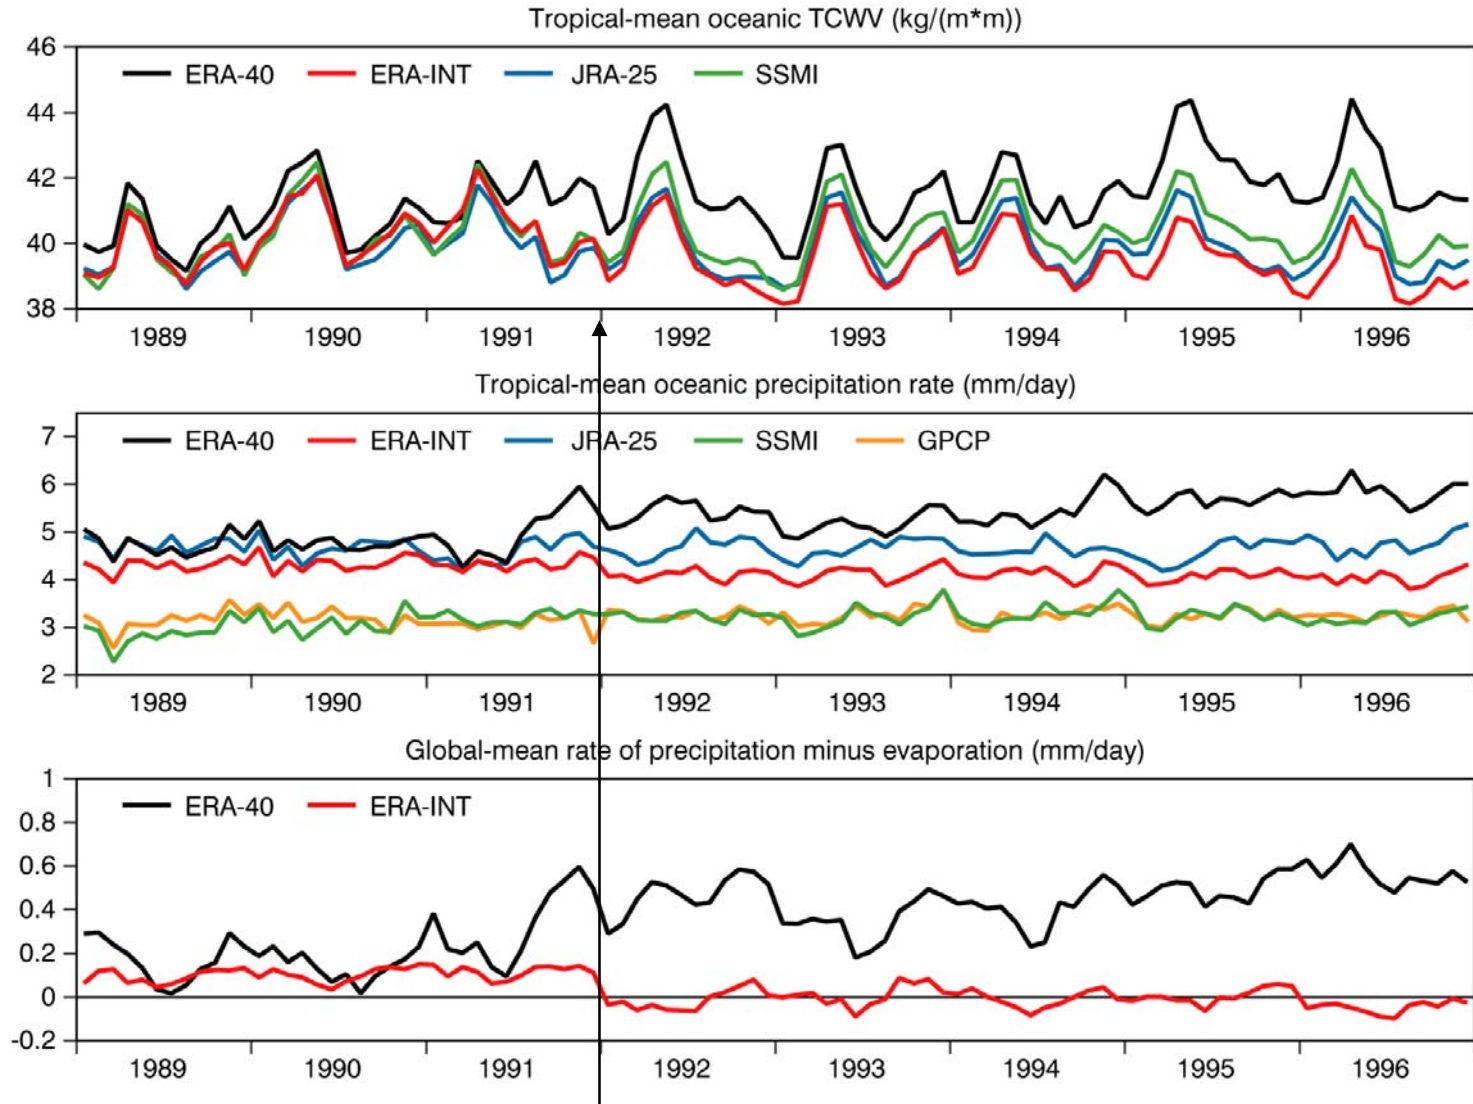 Tropical-mean oceanic TCWV (kg/(m*m))
46
ERA-40 ERA-INT JRA-25 SSMI
44
42
40
38
1989 1990 1991 1992 1993 1994 1995 1996
Tropical-mean oceanic precipitation rate (mm/day)
7
ERA-40 ERA-INT JRA-25 SSMI GPCP
6
5
4
3
2
1989 1990 1991 1992 1993 1994 1995 1996
Global-mean rate of precipitation minus evaporation (mm/day)
1
ERA-40 ERA-INT
0.8
0.6
0.4
0.2
0
-0.2
1989 1990 1991 1992 1993 1994 1995 1996